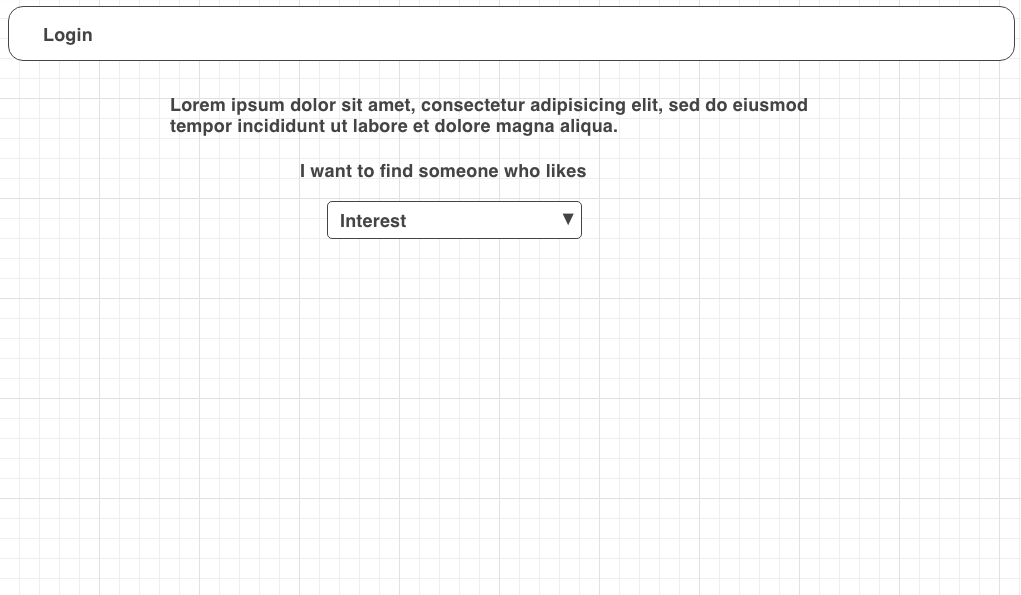 Login
Lorem ipsum dolor sit amet, consectetur adipisicing elit, sed do eiusmod
tempor incididunt ut labore et dolore magna aliqua.
I want to find someone who likes
Interest ▼